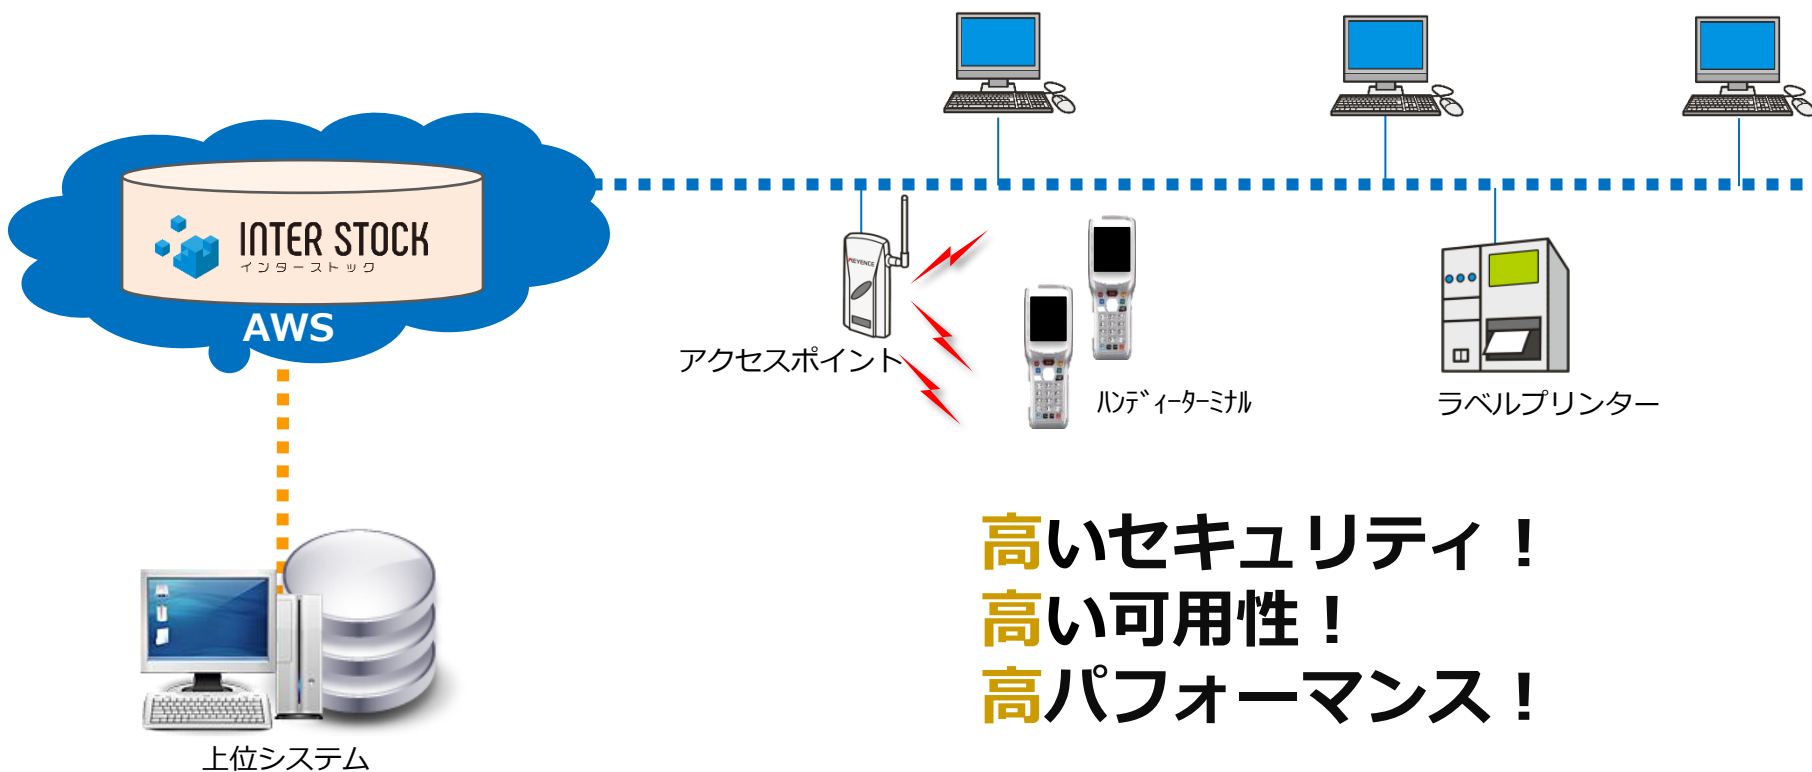 INTER STOCK
インターストック
AWS
KEYENCE
アクセスポイント
ﾊﾝﾃﾞｨｰﾀｰﾐﾅﾙ
ラベルプリンター
高いセキュリティ！
高い可用性！
高パフォーマンス！
上位システム